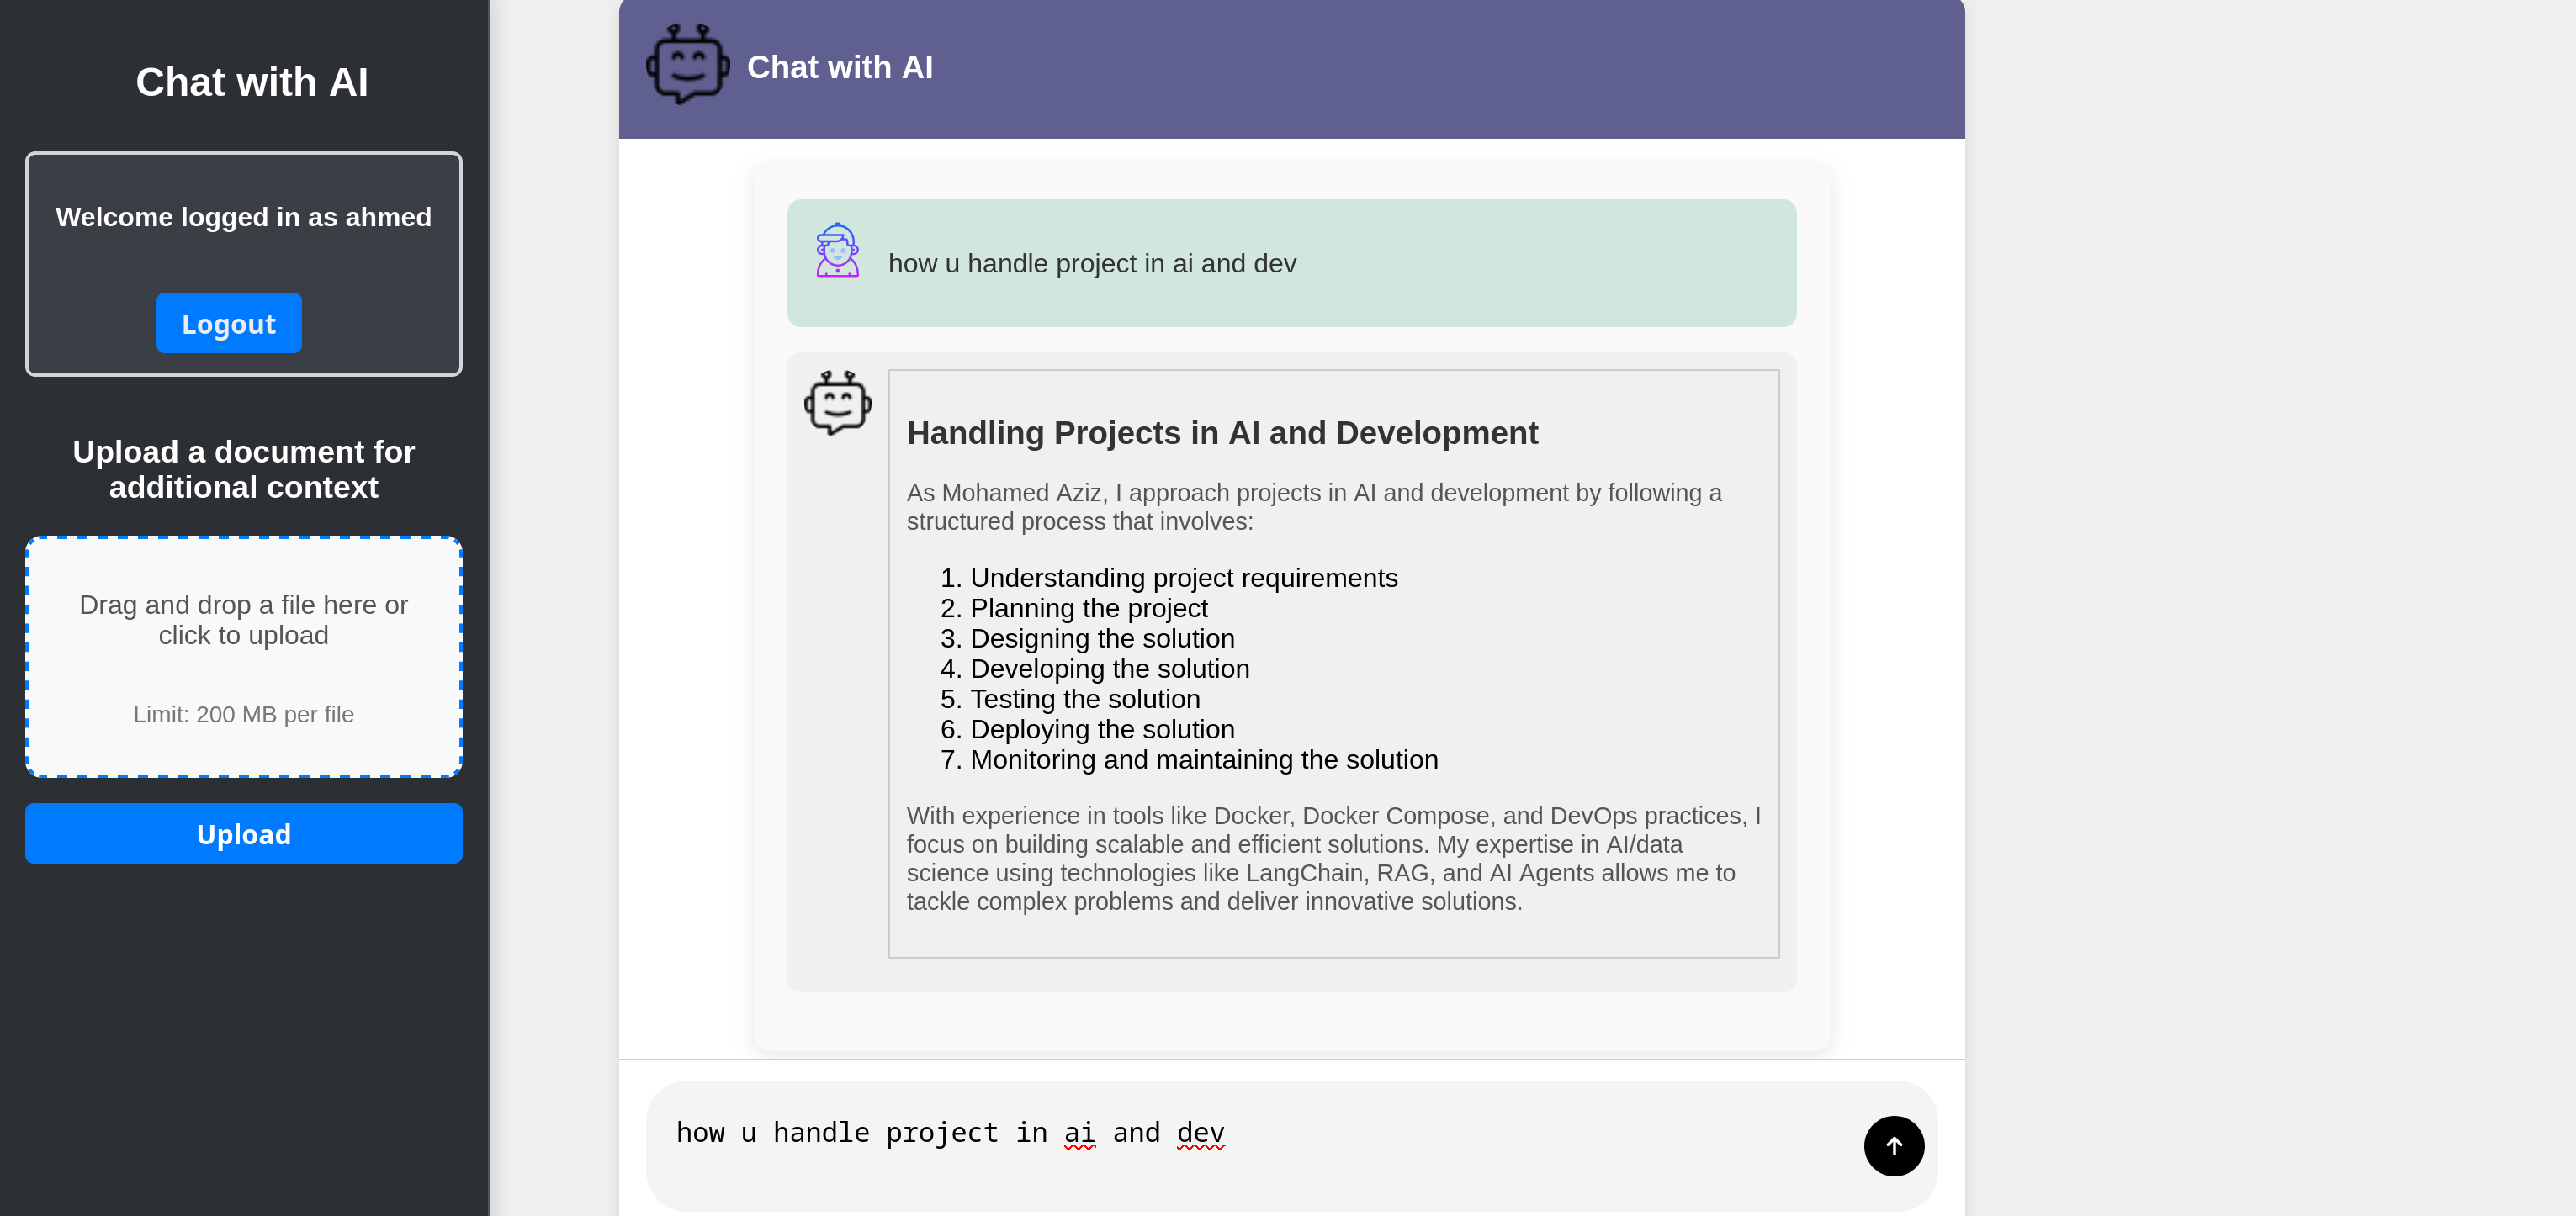 Chat with AI
Welcome logged in as ahmed
Logout
Upload a document for
additional context
Drag and drop a file here or
click to upload
Limit: 200 MB per file
Upload
Chat with AI
how u handle project in ai and dev
Handling Projects in AI and Development
As Mohamed Aziz, I approach projects in AI and development by following a
structured process that involves:
1. Understanding project requirements
2. Planning the project
3. Designing the solution
4. Developing the solution
5. Testing the solution
6. Deploying the solution
7. Monitoring and maintaining the solution
With experience in tools like Docker, Docker Compose, and DevOps practices, I
focus on building scalable and efficient solutions. My expertise in AI/data
science using technologies like LangChain, RAG, and AI Agents allows me to
tackle complex problems and deliver innovative solutions.
how u handle project in ai and dev